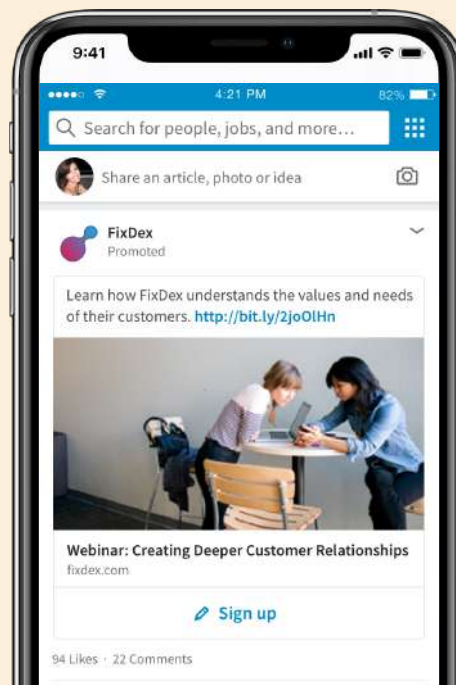 9:41
4:21 PM
82%
Search for people, jobs, and more...
Share an article, photo or idea
FixDex
Promoted
Learn how FixDex understands the values and needs
of their customers. http://bit.ly/2joOlHn
Webinar: Creating Deeper Customer Relationships
fixdex.com
Sign up
94 Likes · 22 Comments